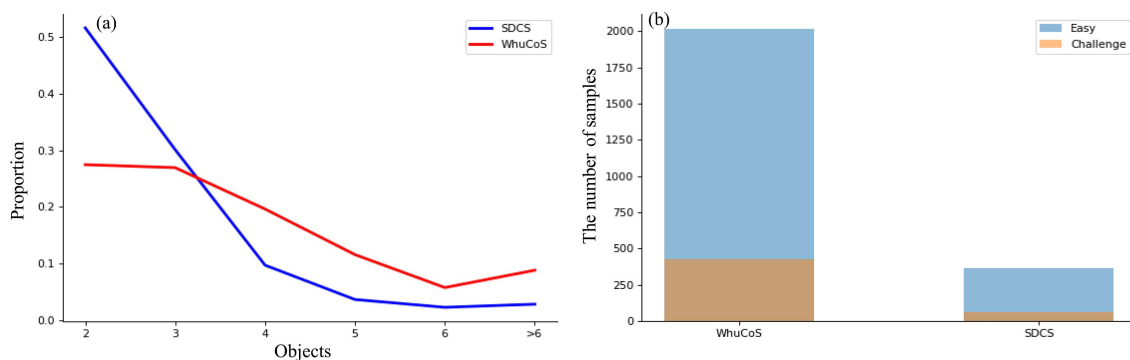 (a)
SDCS
WhuCoS
0.5
0.4
0.3
0.2
0.1
0.0
Proportion
2 3 4 5 6 >6
Objects
(b)
Easy
Challenge
2000
1750
1500
1250
1000
750
500
250
0
The number of samples
WhuCoS SDCS